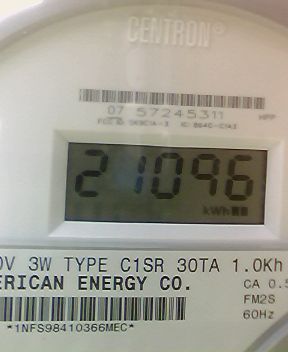 CENTRON®
07 57245311
HPP
21096
kWh
0V 3W TYPE C1SR 30TA 1.0Kh
ERICAN ENERGY CO.
CA 0.5
FM2S
60Hz
*1NFS98410366MEC*